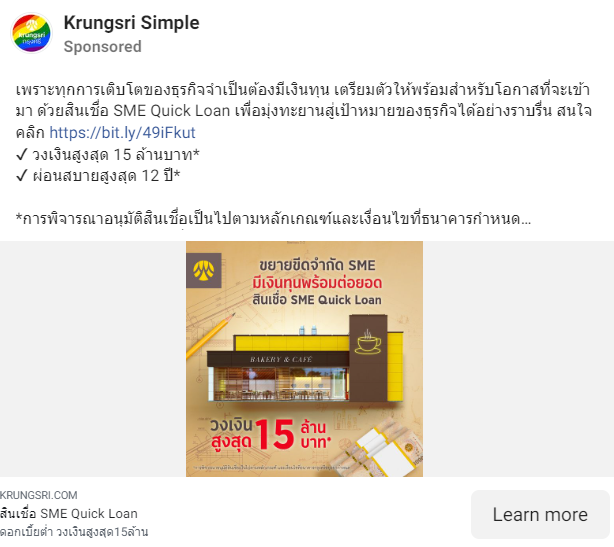 Krungsri
กรุงศรี
Krungsri Simple
Sponsored
เพราะทุกการเติบโตของธุรกิจจำเป็นต้องมีเงินทุน เตรียมตัวให้พร้อมสำหรับโอกาสที่จะเข้า
มา ด้วยสินเชื่อ SME Quick Loan เพื่อมุ่งทะยานสู่เป้าหมายของธุรกิจได้อย่างราบรื่น สนใจ
คลิก https://bit.ly/49iFkut
✓ วงเงินสูงสุด 15 ล้านบาท*
✓ ผ่อนสบายสูงสุด 12 ปี*
*การพิจารณาอนุมัติสินเชื่อเป็นไปตามหลักเกณฑ์และเงื่อนไขที่ธนาคารกำหนด...
ขยายขีดจำกัด SME
มีเงินทุนพร้อมต่อยอด
สินเชื่อ SME Quick Loan
BAKERY & CAFÉ
วงเงิน
สูงสุด 15 ล้าน
บาท*
KRUNGSRI.COM
สินเชื่อ SME Quick Loan
ดอกเบี้ยต่ำ วงเงินสูงสุด15ล้าน
Learn more